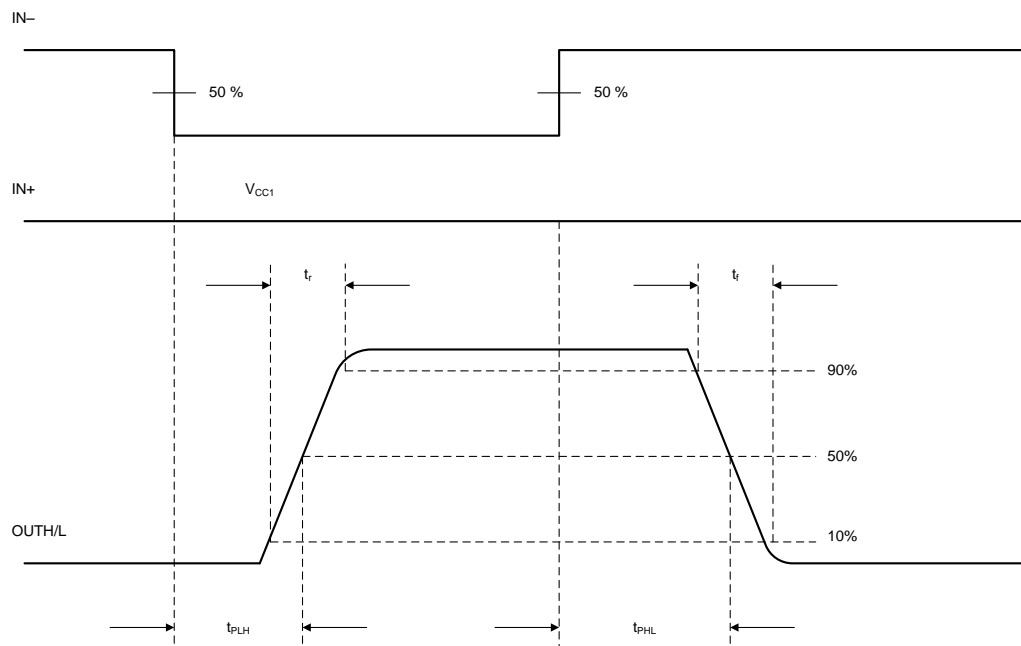 IN–
50 %
50 %
IN+
VCC1
tr
tf
90%
50%
OUTH/L
10%
tPLH
tPHL